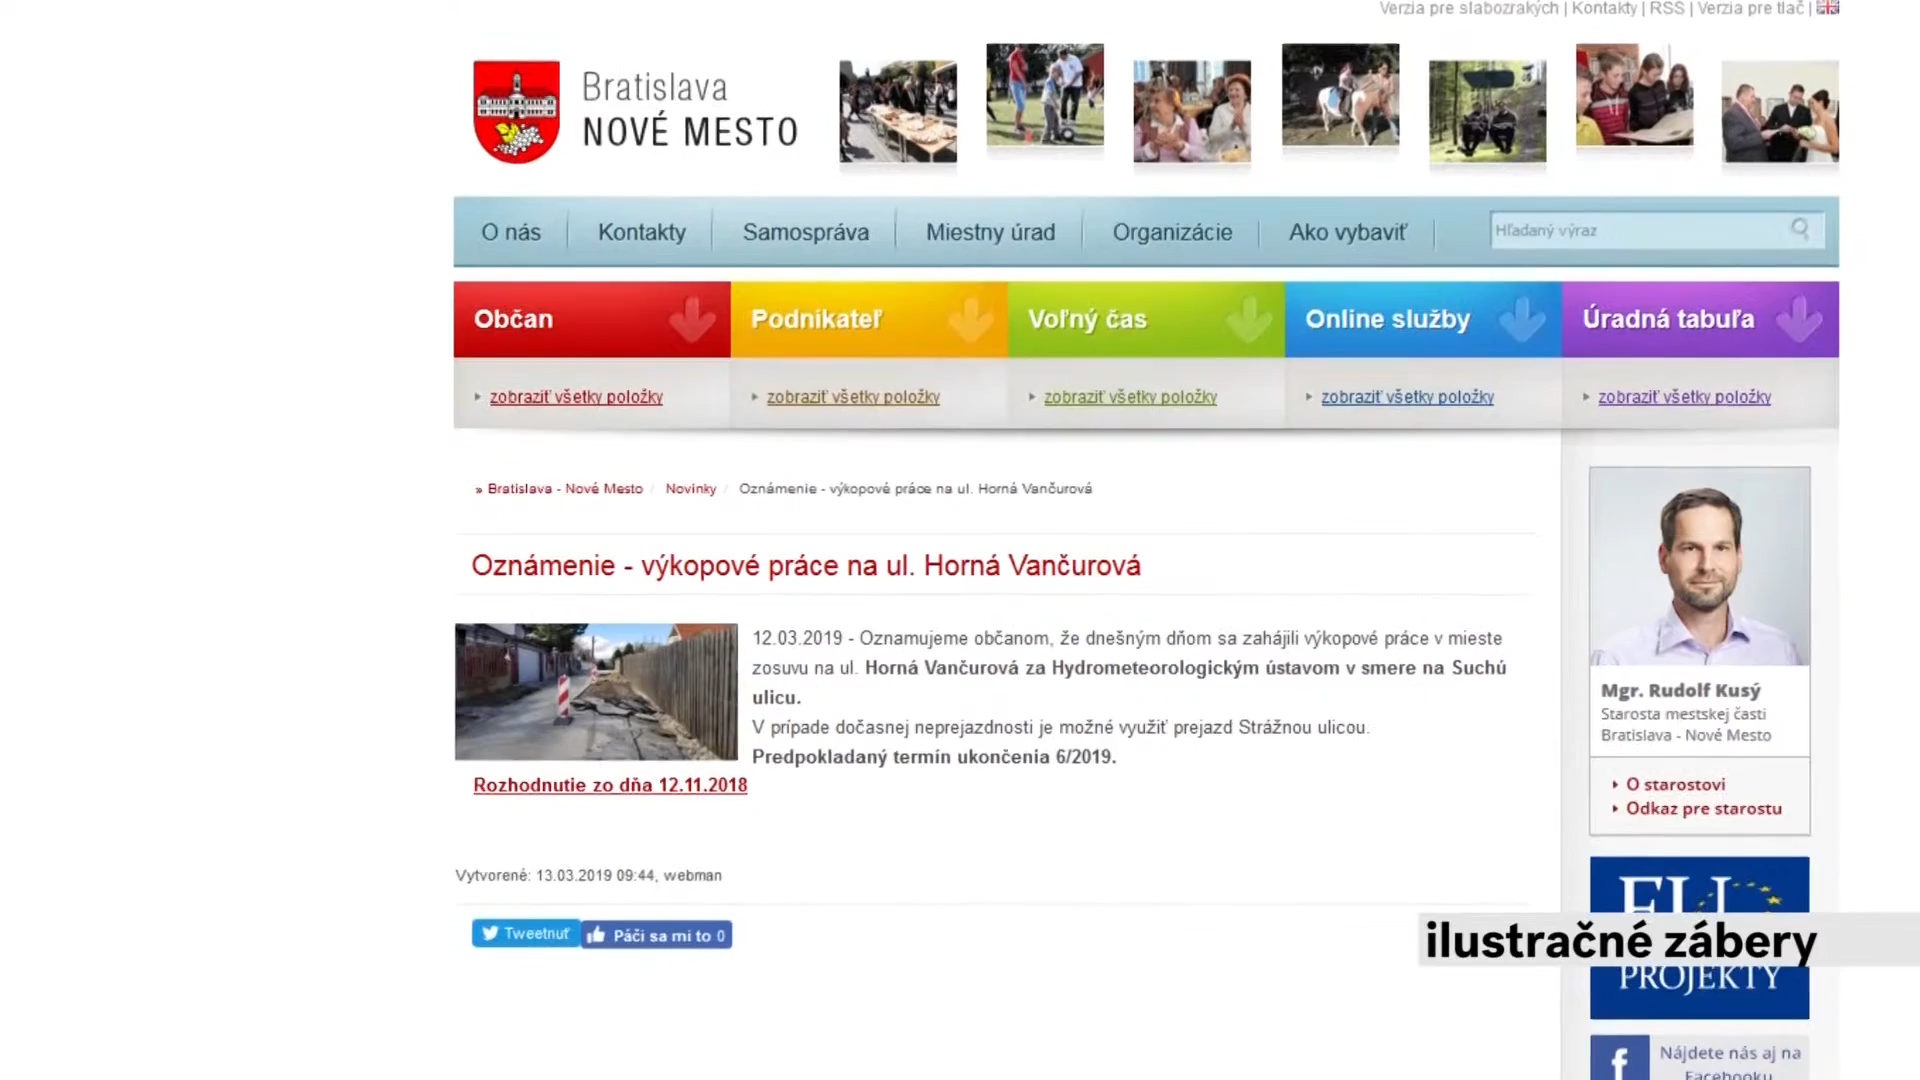 Verzia pre slabozrakých | Kontakty | RSS | Verzia pre tlač |
Bratislava
NOVÉ MESTO
O nás
Kontakty
Samospráva
Miestny úrad
Organizácie
Ako vybaviť
Hľadaný výraz
Občan
Podnikateľ
Voľný čas
Online služby
Úradná tabuľa
zobraziť všetky položky
zobraziť všetky položky
zobraziť všetky položky
zobraziť všetky položky
zobraziť všetky položky
» Bratislava - Nové Mesto / Novinky / Oznámenie - výkopové práce na ul. Horná Vančurová
Oznámenie - výkopové práce na ul. Horná Vančurová
12.03.2019 - Oznamujeme občanom, že dnešným dňom sa zahájili výkopové práce v mieste
zosuvu na ul. Horná Vančurová za Hydrometeorologickým ústavom v smere na Suchú
ulicu.
V prípade dočasnej neprejazdnosti je možné využiť prejazd Strážnou ulicou.
Predpokladaný termín ukončenia 6/2019.
Rozhodnutie zo dňa 12.11.2018
Vytvorené: 13.03.2019 09:44, webman
Tweetnuť
Páči sa mi to 0
Mgr. Rudolf Kusý
Starosta mestskej časti
Bratislava - Nové Mesto
O starostovi
Odkaz pre starostu
EU
ilustračné zábery
PROJEKTY
Nájdete nás aj na
Facebooku